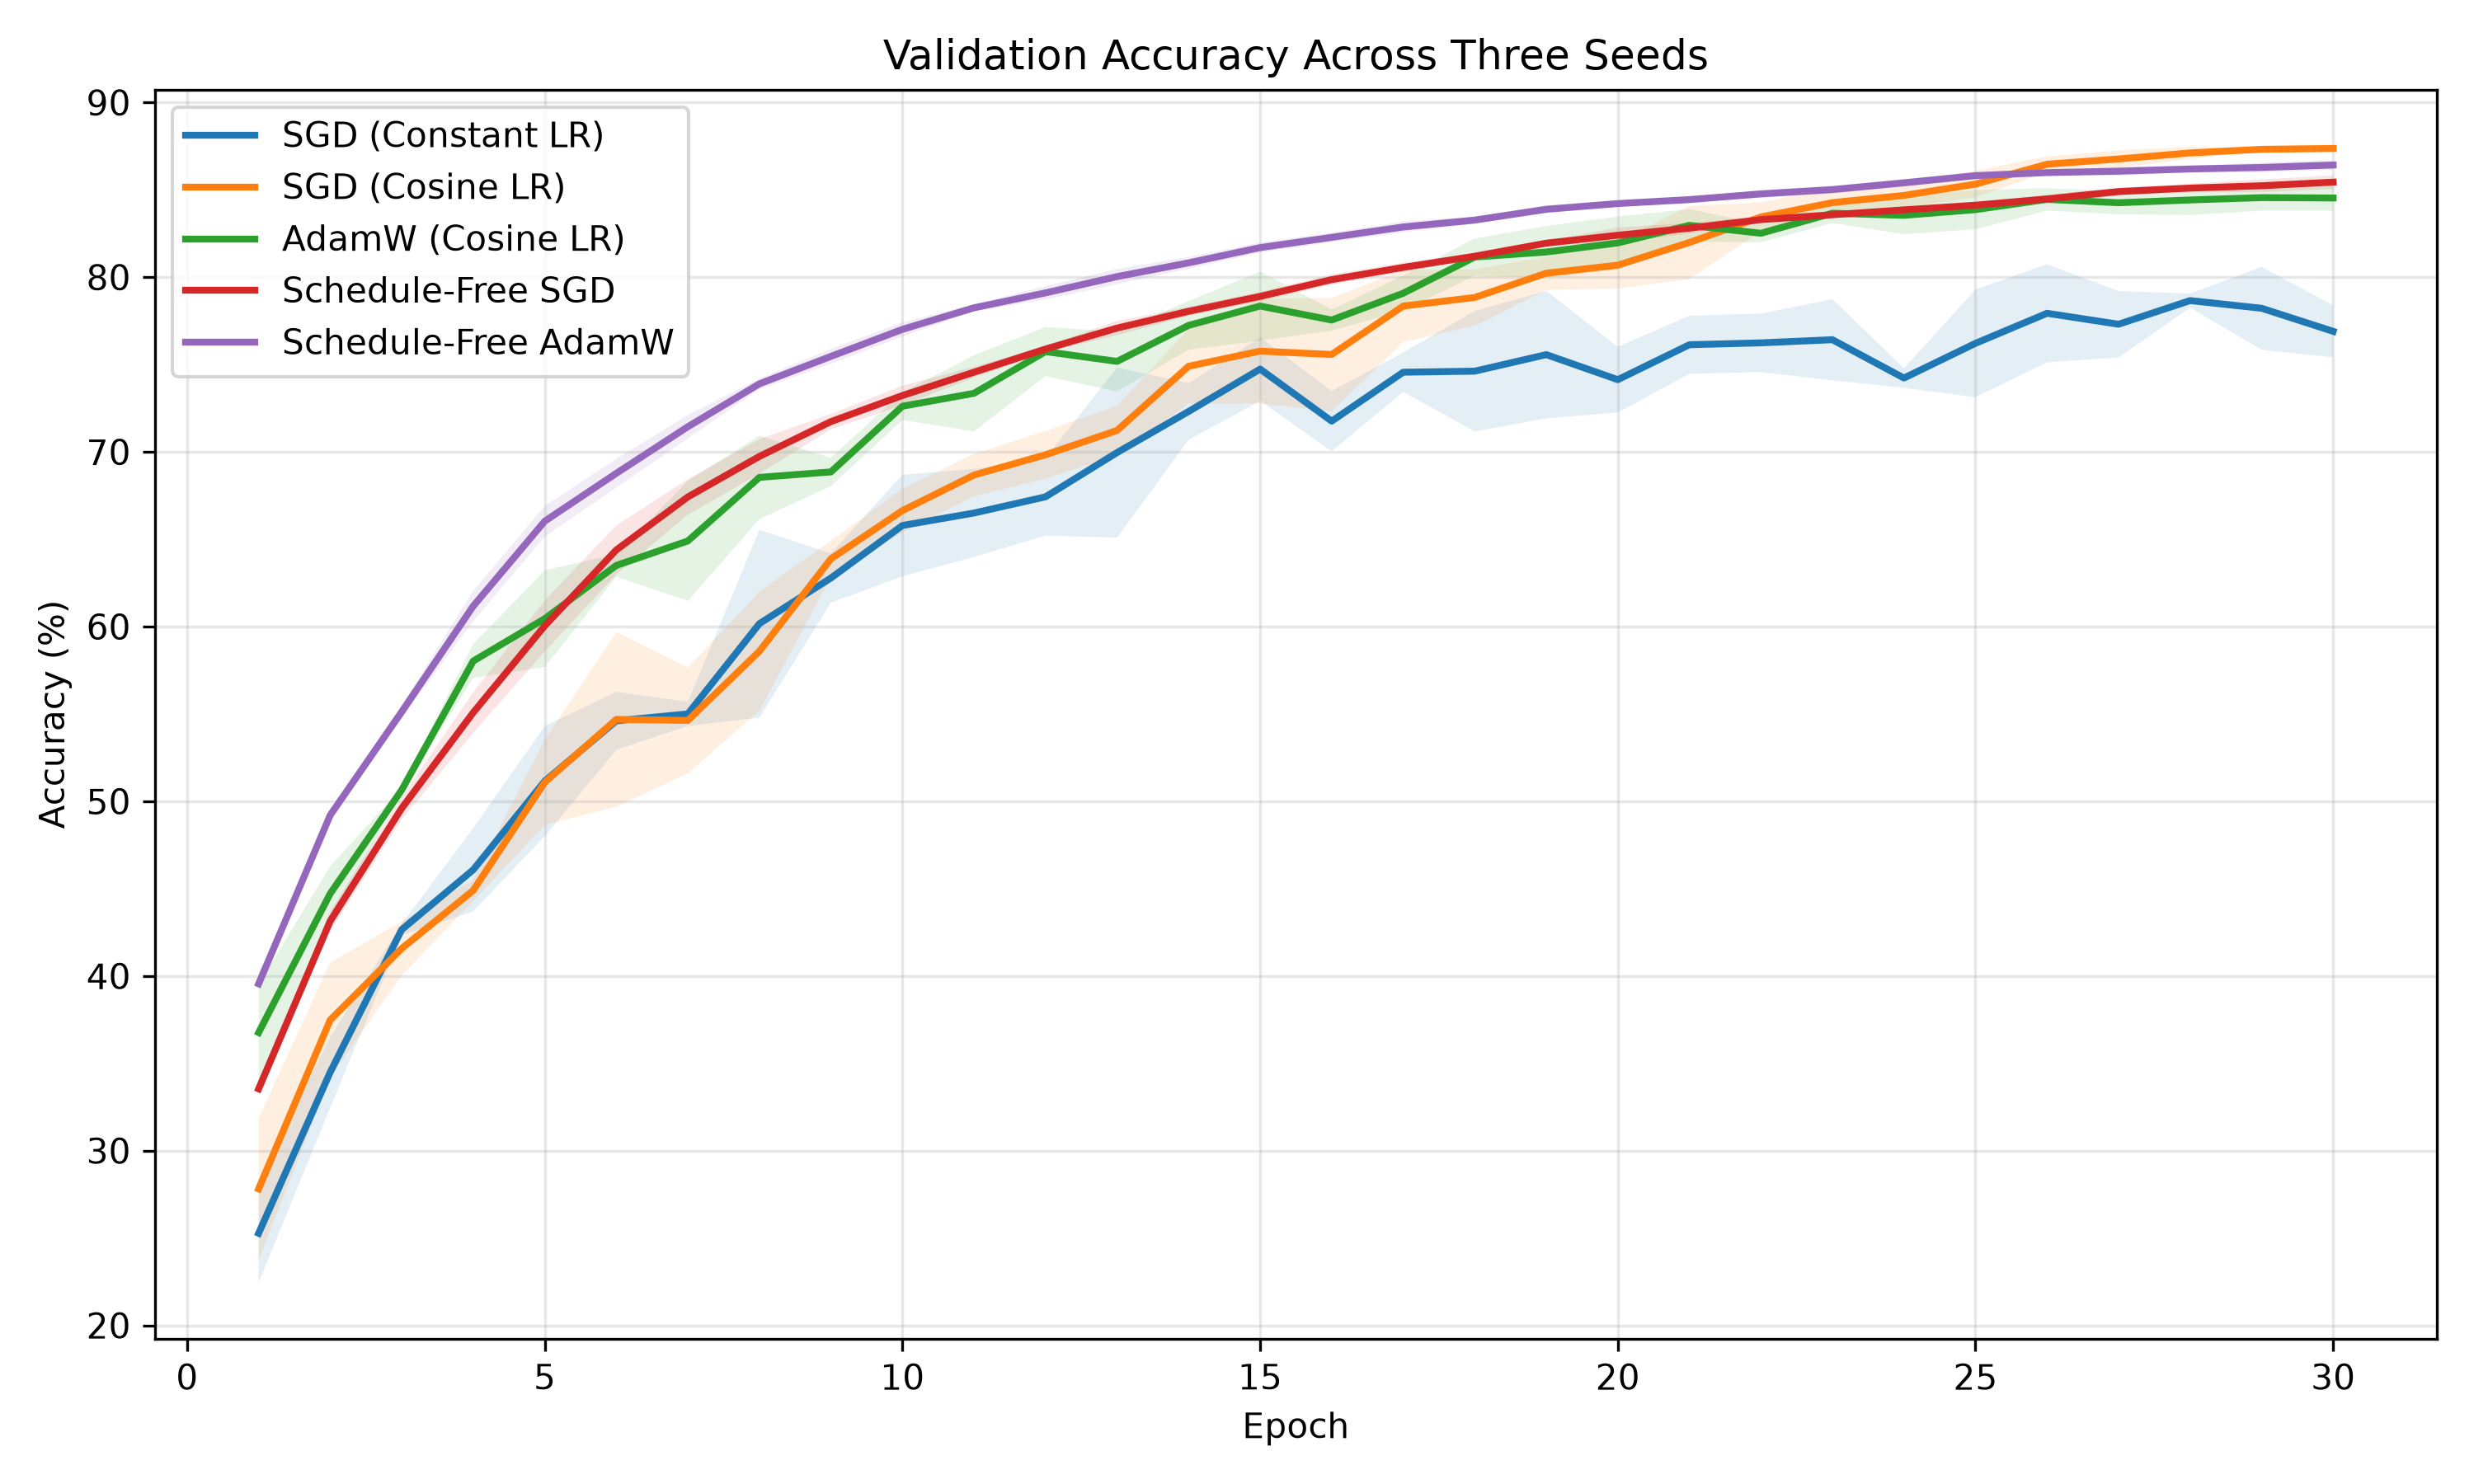 Validation Accuracy Across Three Seeds
SGD (Constant LR)
SGD (Cosine LR)
AdamW (Cosine LR)
Schedule-Free SGD
Schedule-Free AdamW
Accuracy (%)
90
80
70
60
50
40
30
20
0 5 10 15 20 25 30
Epoch